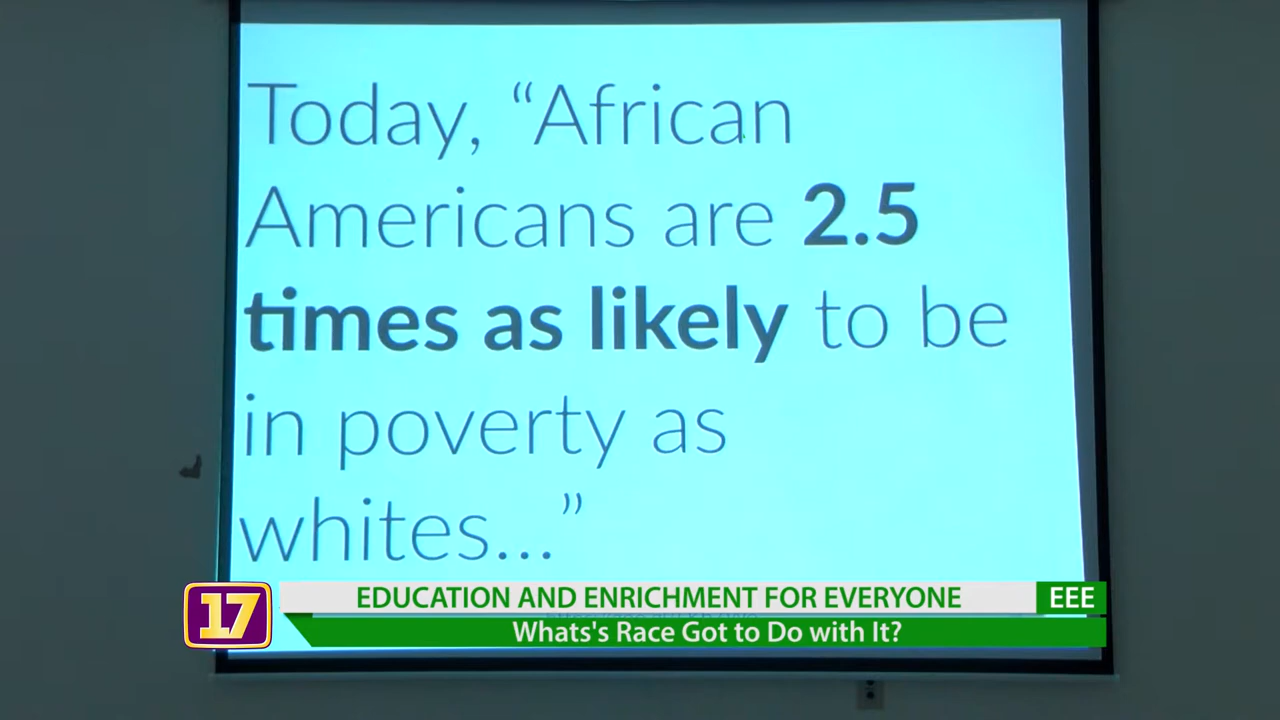 Today, “African
Americans are 2.5
times as likely to be
in poverty as
whites...”
17
EDUCATION AND ENRICHMENT FOR EVERYONE
EEE
Whats's Race Got to Do with It?